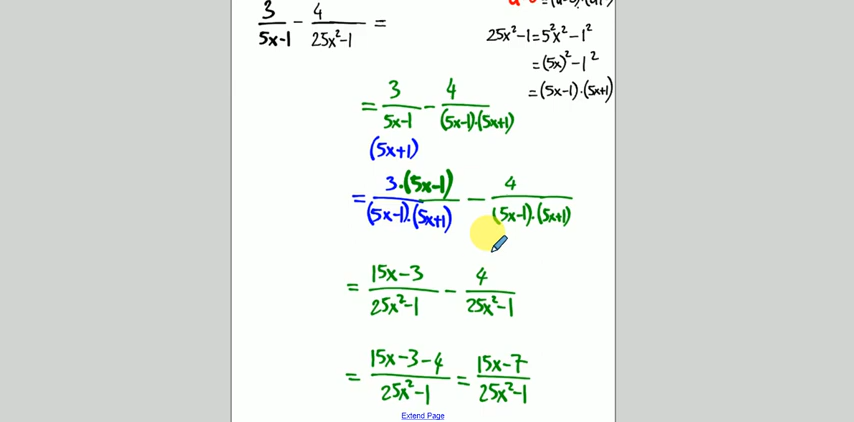 3/(5x-1) - 4/(25x²-1) =
25x²-1=5²x²-1²
=(5x)²-1²
=(5x-1)·(5x+1)
= 3/(5x-1) - 4/((5x-1)·(5x+1))
(5x+1)
= 3·(5x-1)/((5x-1)·(5x+1)) - 4/((5x-1)·(5x+1))
= (15x-3)/(25x²-1) - 4/(25x²-1)
= (15x-3-4)/(25x²-1) = (15x-7)/(25x²-1)
Extend Page